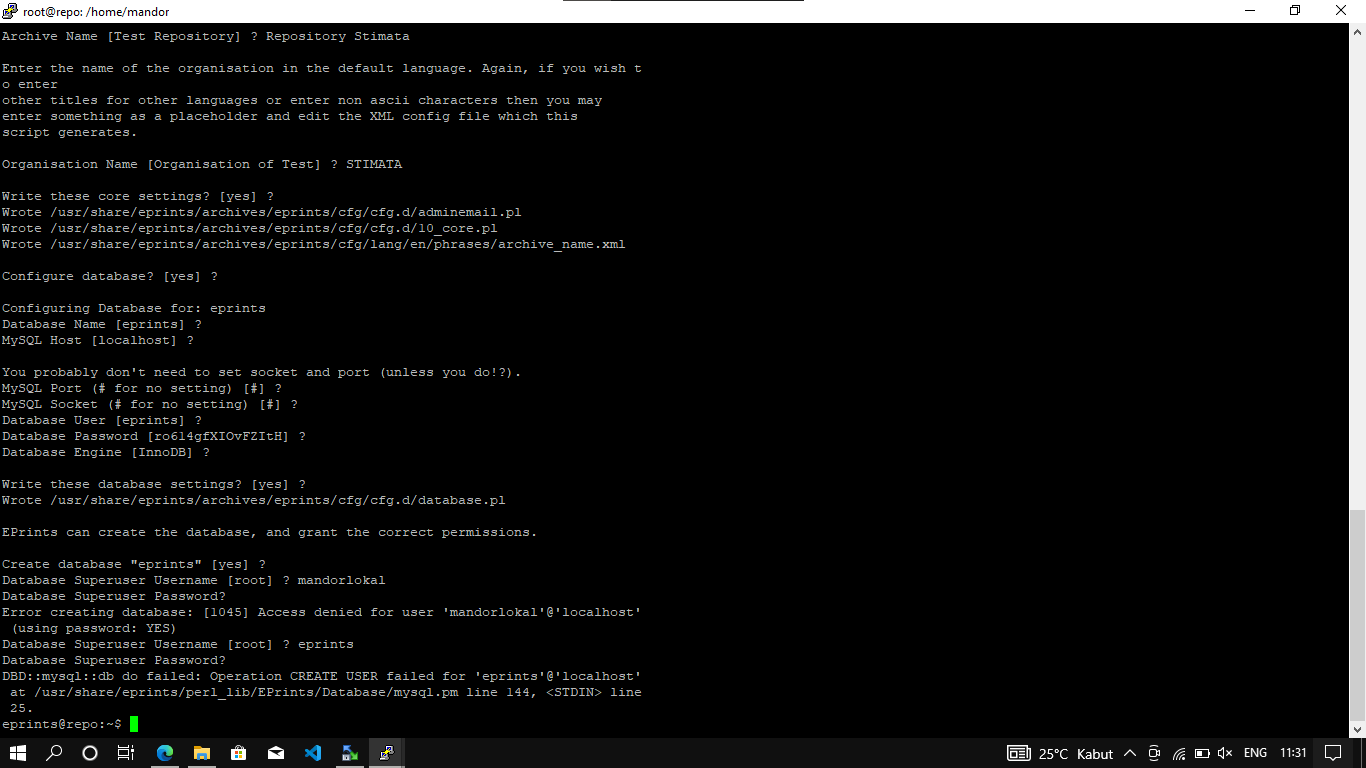 root@repo: /home/mandor
Archive Name [Test Repository] ? Repository Stimata
Enter the name of the organisation in the default language. Again, if you wish t
o enter
other titles for other languages or enter non ascii characters then you may
enter something as a placeholder and edit the XML config file which this
script generates.
Organisation Name [Organisation of Test] ? STIMATA
Write these core settings? [yes] ?
Wrote /usr/share/eprints/archives/eprints/cfg/cfg.d/adminemail.pl
Wrote /usr/share/eprints/archives/eprints/cfg/cfg.d/10_core.pl
Wrote /usr/share/eprints/archives/eprints/cfg/lang/en/phrases/archive_name.xml
Configure database? [yes] ?
Configuring Database for: eprints
Database Name [eprints] ?
MySQL Host [localhost] ?
You probably don't need to set socket and port (unless you do!?).
MySQL Port (# for no setting) [#] ?
MySQL Socket (# for no setting) [#] ?
Database User [eprints] ?
Database Password [ro614gfXIOvFZItH] ?
Database Engine [InnoDB] ?
Write these database settings? [yes] ?
Wrote /usr/share/eprints/archives/eprints/cfg/cfg.d/database.pl
EPrints can create the database, and grant the correct permissions.
Create database "eprints" [yes] ?
Database Superuser Username [root] ? mandorlokal
Database Superuser Password?
Error creating database: [1045] Access denied for user 'mandorlokal'@'localhost'
(using password: YES)
Database Superuser Username [root] ? eprints
Database Superuser Password?
DBD::mysql::db do failed: Operation CREATE USER failed for 'eprints'@'localhost'
at /usr/share/eprints/perl_lib/EPrints/Database/mysql.pm line 144, <STDIN> line
25.
eprints@repo:~$
25°C Kabut ENG 11:31